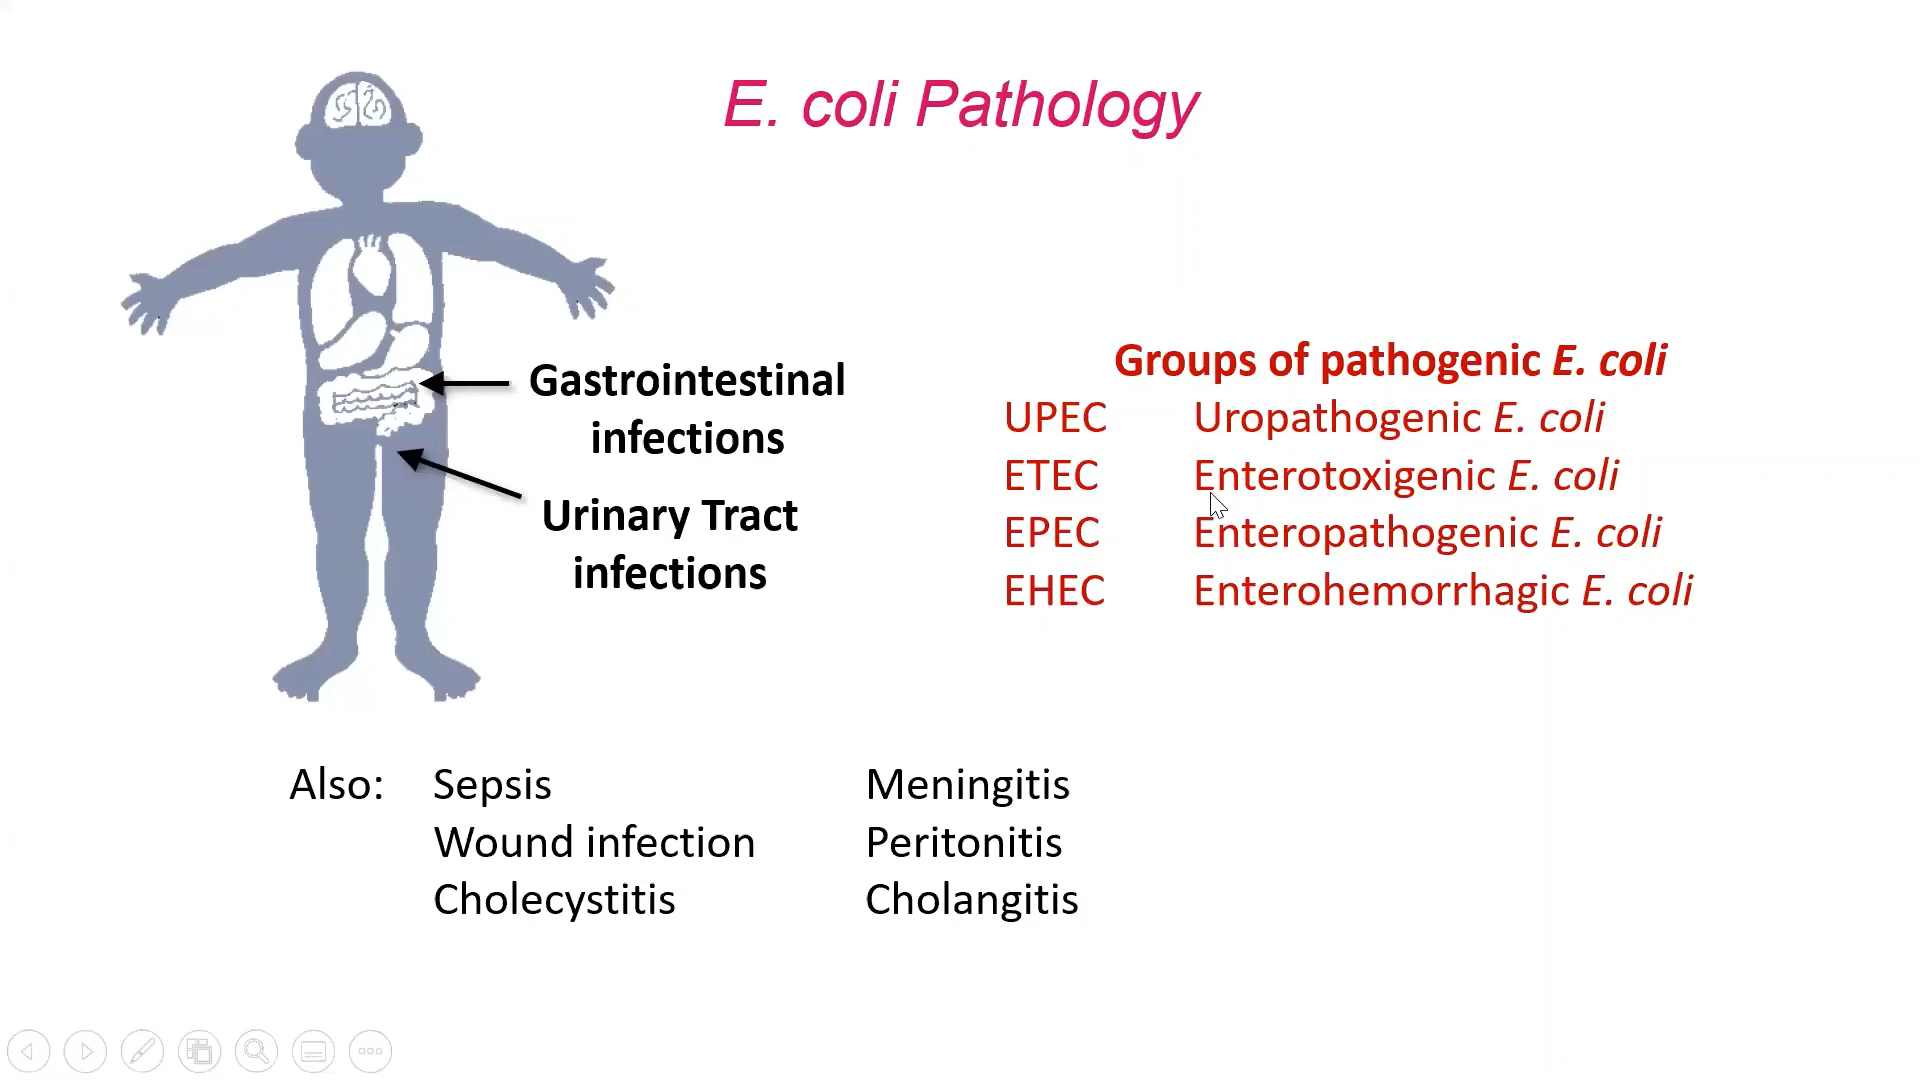 E. coli Pathology
Gastrointestinal
infections
Urinary Tract
infections
Groups of pathogenic E. coli
UPEC Uropathogenic E. coli
ETEC Enterotoxigenic E. coli
EPEC Enteropathogenic E. coli
EHEC Enterohemorrhagic E. coli
Also: Sepsis Meningitis
Wound infection Peritonitis
Cholecystitis Cholangitis